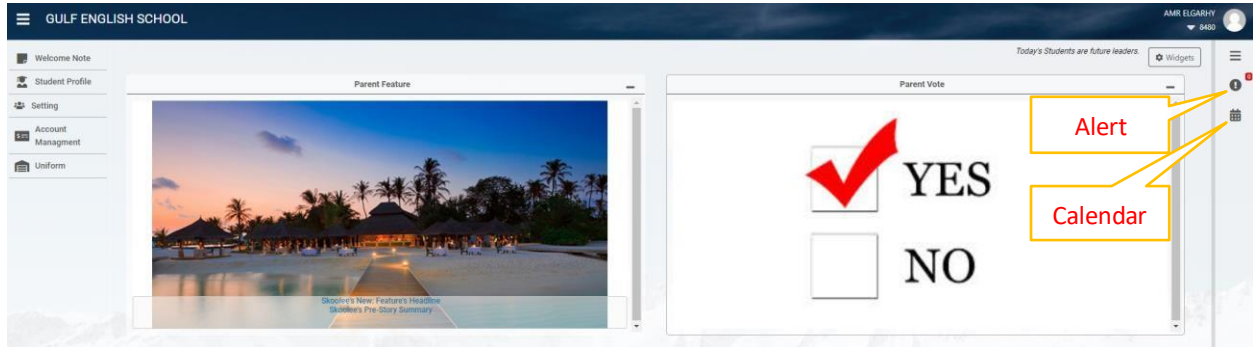 GULF ENGLISH SCHOOL
AMR ELGARHY
8480
Today's Students are future leaders.
Widgets
Welcome Note
Student Profile
Setting
Account
Managment
Uniform
Parent Feature
Skoolee's New: Feature's Headline
Skoolee's Pre-Story Summary
Parent Vote
YES
NO
0
Alert
Calendar